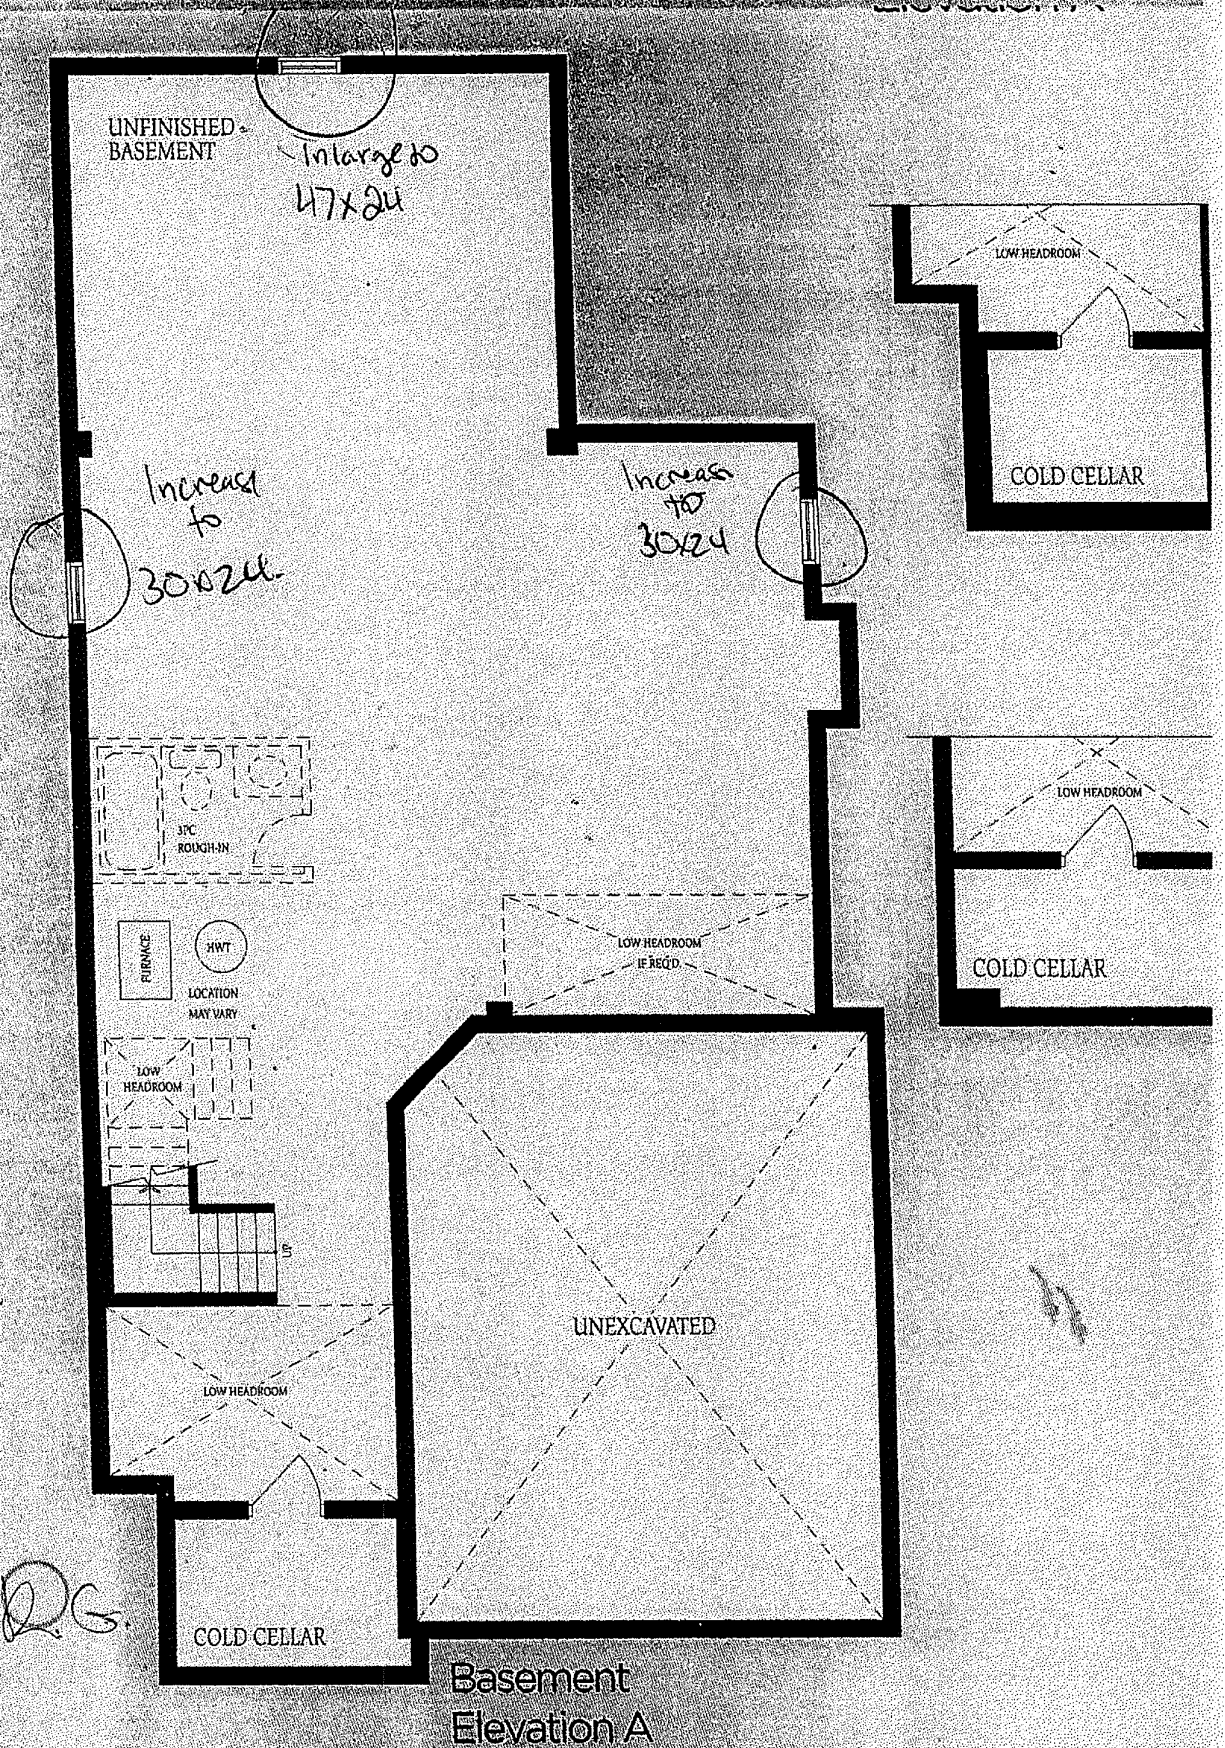 UNFINISHED
BASEMENT
Inlarge to
47x24
LOW HEADROOM
COLD CELLAR
Increase
to
30x24.
Increase
to
30x24
3PC
ROUGH-IN
LOW HEADROOM
COLD CELLAR
FURNACE
HWT
LOCATION
MAY VARY
LOW HEADROOM
IF REQ'D.
LOW
HEADROOM
UP
UNEXCAVATED
LOW HEADROOM
R.G.
COLD CELLAR
Basement
Elevation A